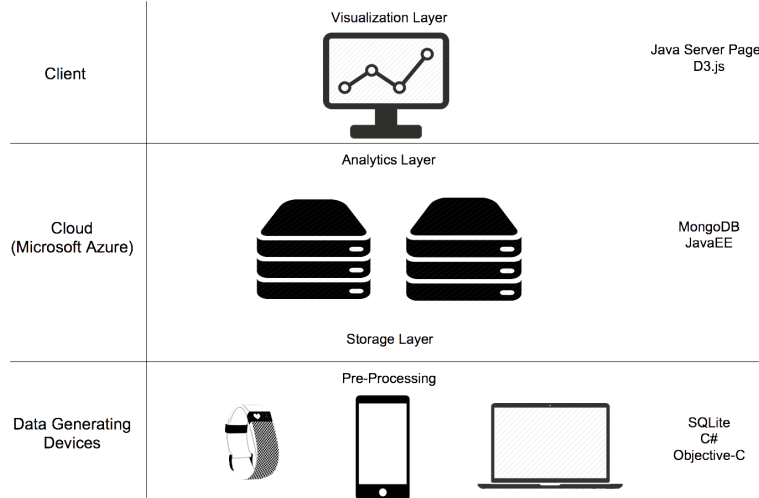 Visualization Layer
Client
Java Server Page
D3.js
Analytics Layer
Cloud
(Microsoft Azure)
MongoDB
JavaEE
Storage Layer
Pre-Processing
Data Generating
Devices
SQLite
C#
Objective-C